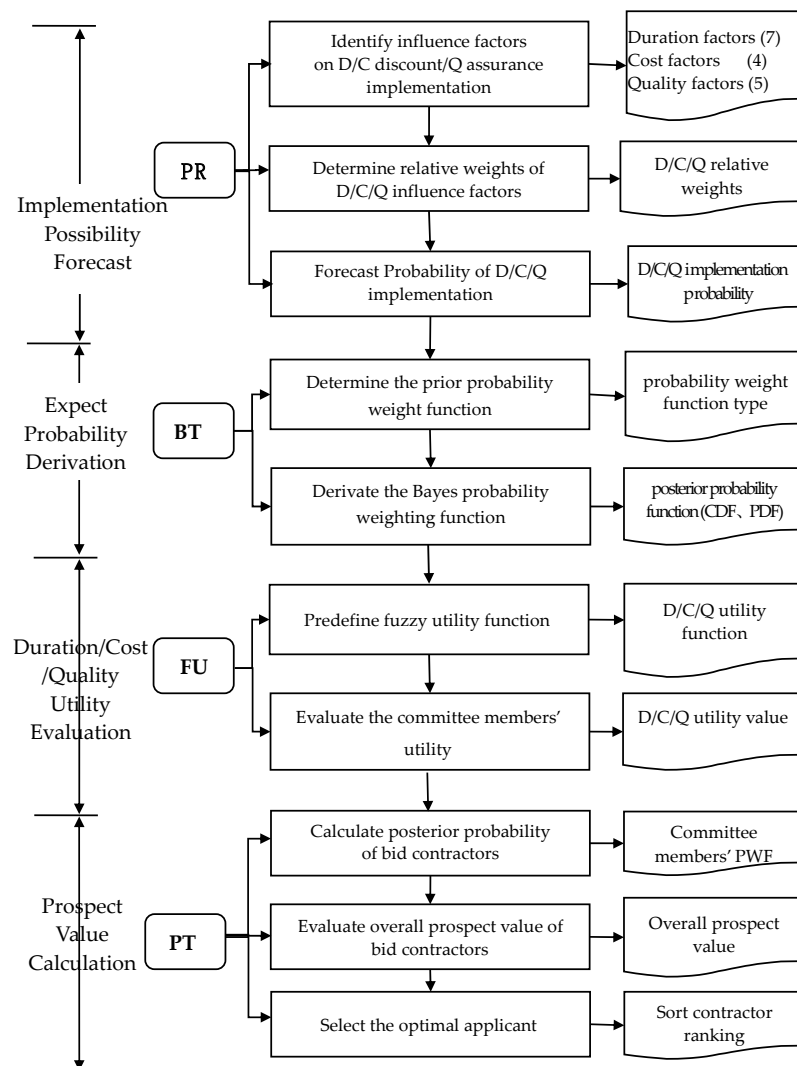 Identify influence factors
on D/C discount/Q assurance
implementation
Duration factors (7)
Cost factors (4)
Quality factors (5)
PR
Determine relative weights of
D/C/Q influence factors
D/C/Q relative
weights
Implementation
Possibility
Forecast
Forecast Probability of D/C/Q
implementation
D/C/Q implementation
probability
Determine the prior probability
weight function
probability weight
function type
Expect
Probability
Derivation
BT
Derivate the Bayes probability
weighting function
posterior probability
function (CDF、PDF)
Predefine fuzzy utility function
D/C/Q utility
function
Duration/Cost
/Quality
Utility
Evaluation
FU
Evaluate the committee members’
utility
D/C/Q utility value
Calculate posterior probability
of bid contractors
Committee
members’ PWF
Prospect
Value
Calculation
PT
Evaluate overall prospect value of
bid contractors
Overall prospect
value
Select the optimal applicant
Sort contractor
ranking